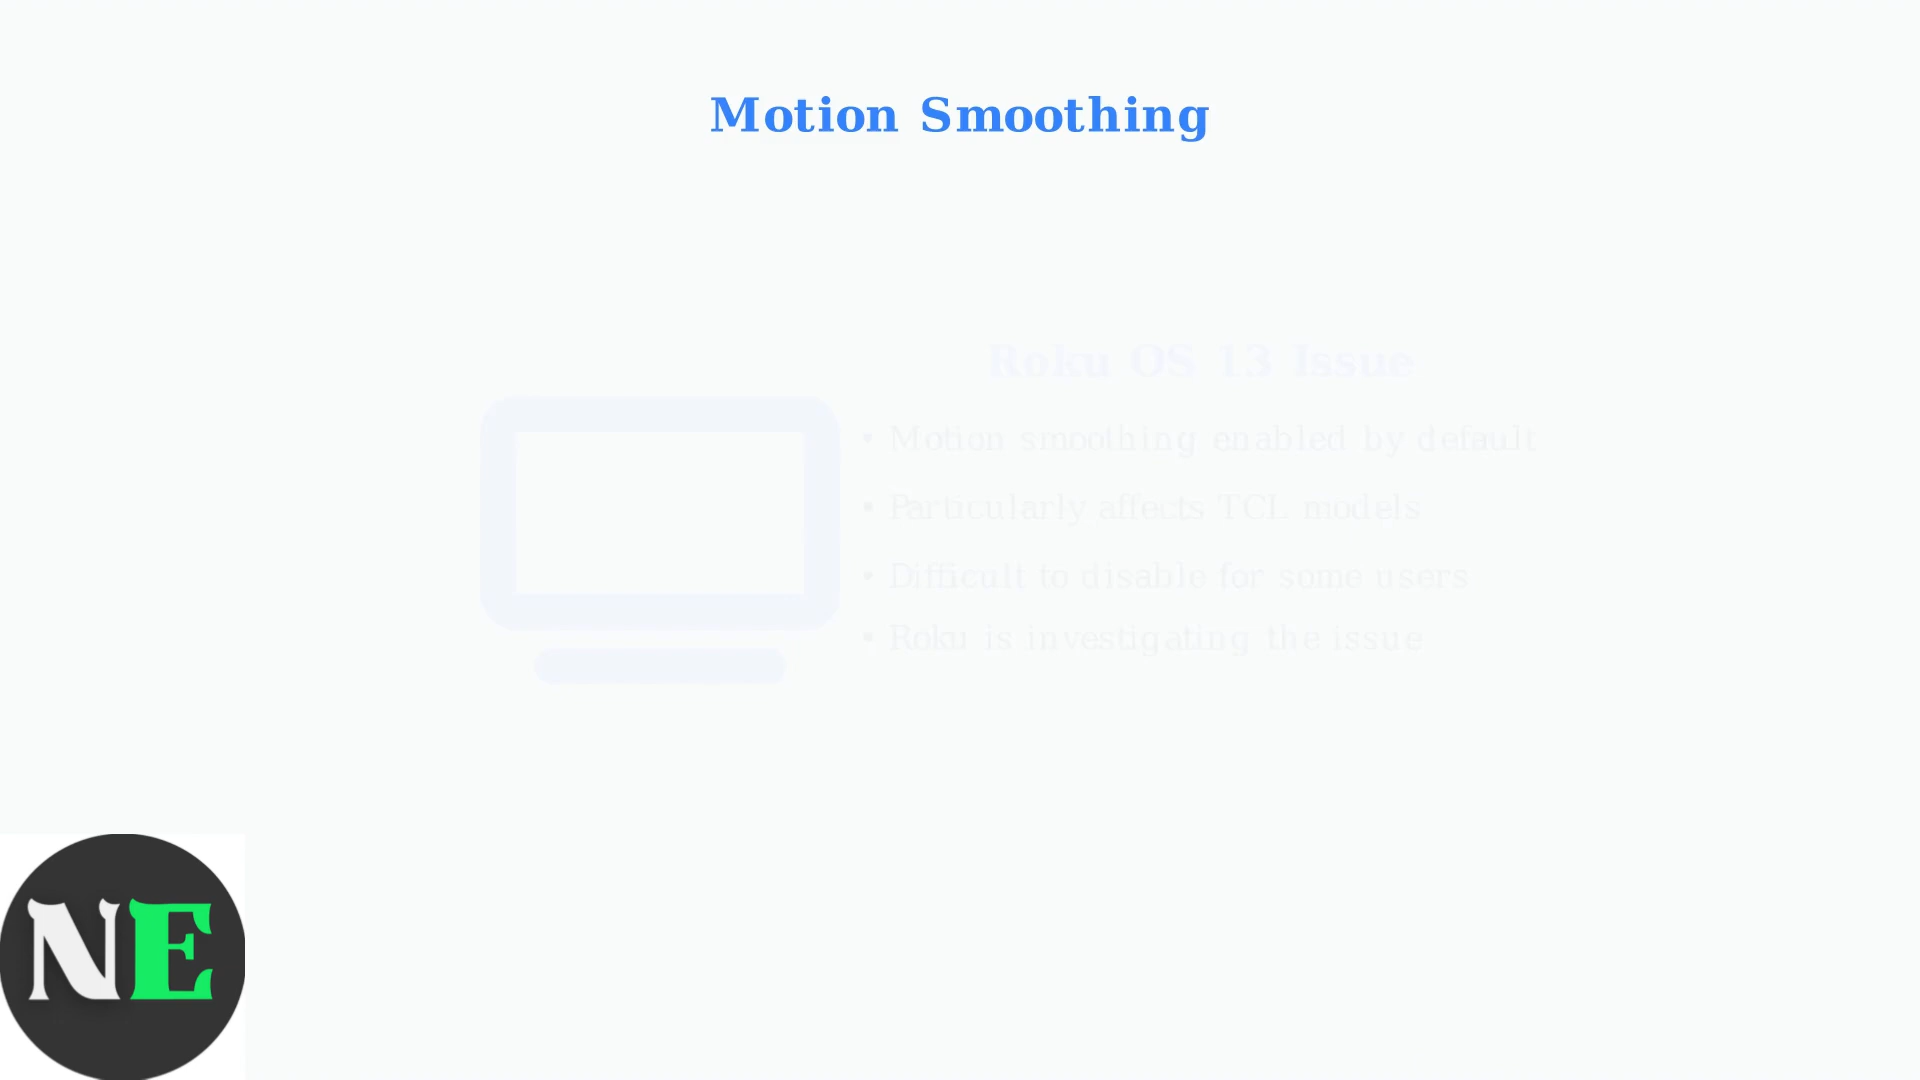 Motion Smoothing
Roku OS 13 Issue
• Motion smoothing enabled by default
• Particularly affects TCL models
• Difficult to disable for some users
• Roku is investigating the issue
NE